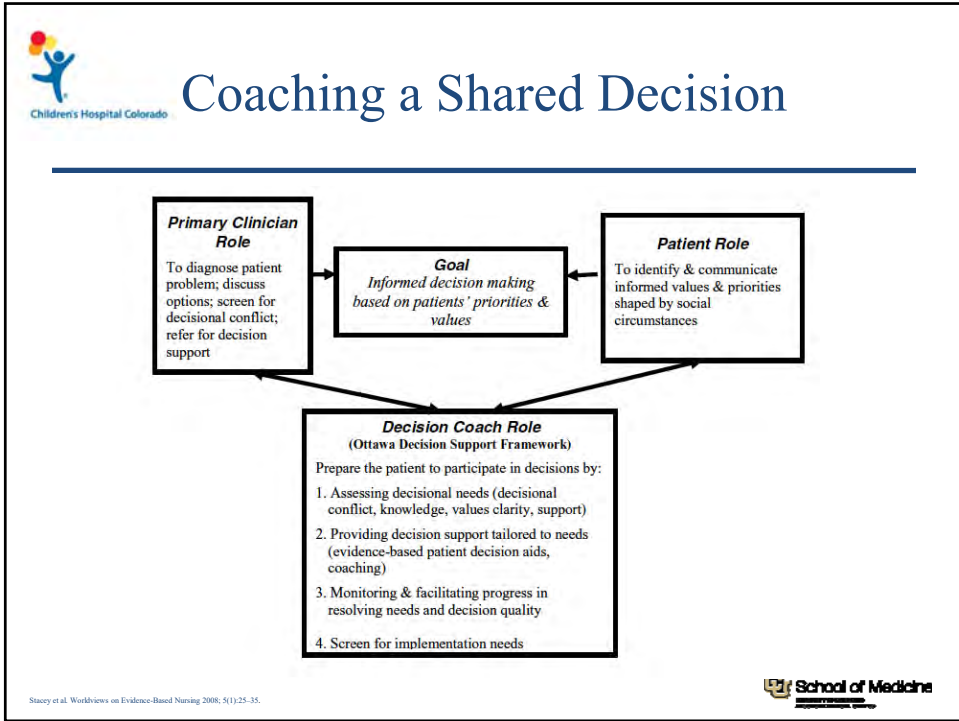 Children's Hospital Colorado
Coaching a Shared Decision
Primary Clinician
Role
To diagnose patient
problem; discuss
options; screen for
decisional conflict;
refer for decision
support
Goal
Informed decision making
based on patients' priorities &
values
Patient Role
To identify & communicate
informed values & priorities
shaped by social
circumstances
Decision Coach Role
(Ottawa Decision Support Framework)
Prepare the patient to participate in decisions by:
1. Assessing decisional needs (decisional
conflict, knowledge, values clarity, support)
2. Providing decision support tailored to needs
(evidence-based patient decision aids,
coaching)
3. Monitoring & facilitating progress in
resolving needs and decision quality
4. Screen for implementation needs
Stacey et al. Worldviews on Evidence-Based Nursing 2008; 5(1):25–35.
School of Medicine